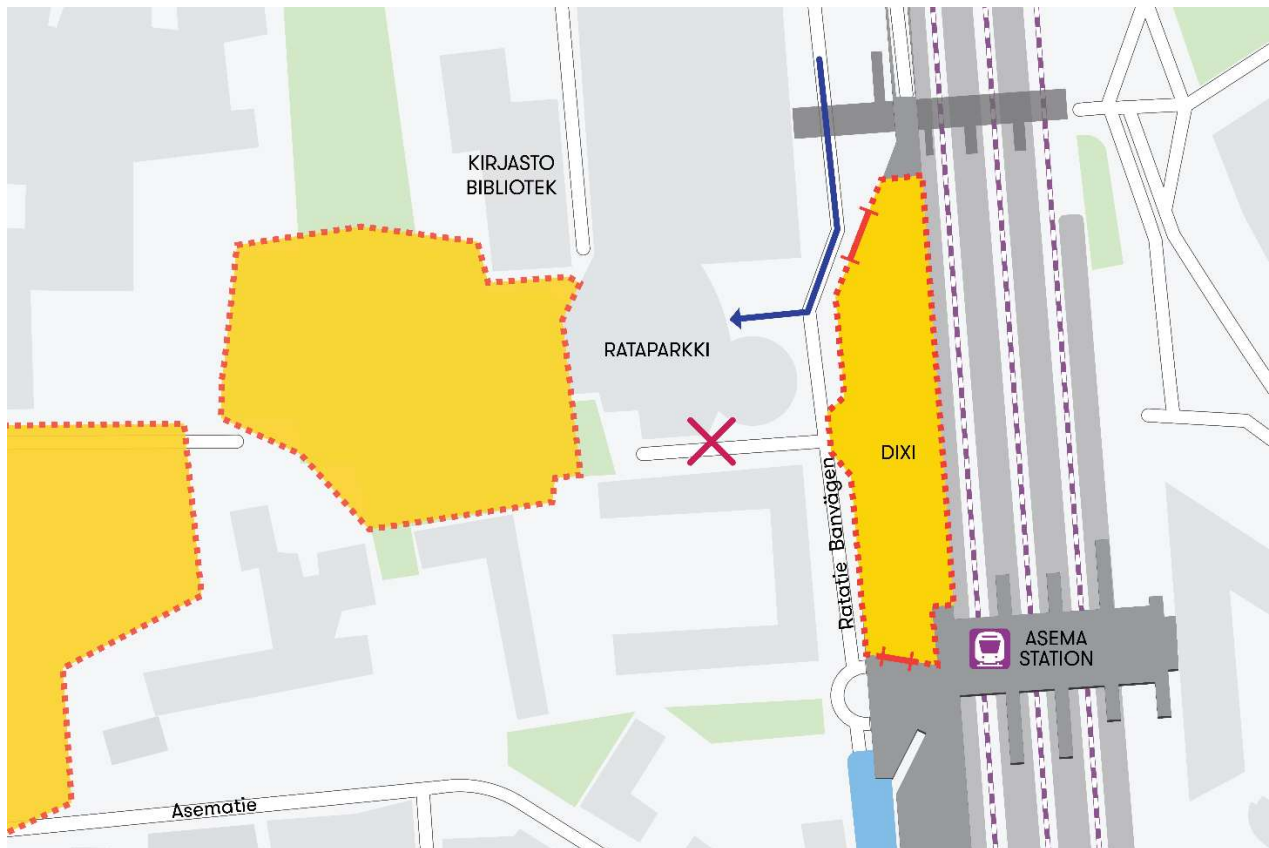 KIRJASTO
BIBLIOTEK
RATAPARKKI
DIXI
Ratatie Banvägen
ASEMA
STATION
Asematie